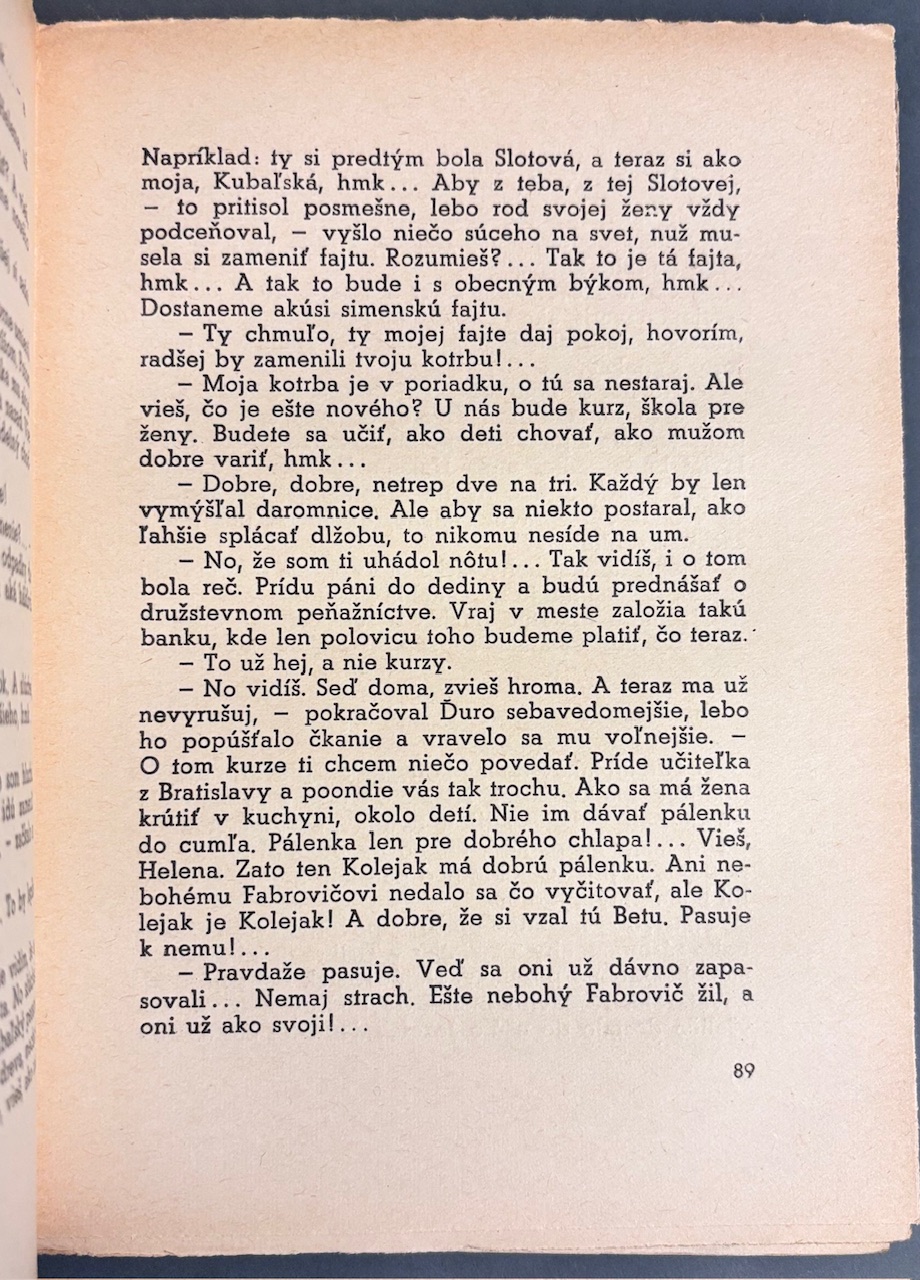 Napríklad: ty si predtým bola Slotová, a teraz si ako
moja, Kubaľská, hmk... Aby z teba, z tej Slotovej,
— to pritisol posmešne, lebo rod svojej ženy vždy
podceňoval, — vyšlo niečo súceho na svet, nuž mu-
sela si zameniť fajtu. Rozumieš?... Tak to je tá fajta,
hmk... A tak to bude i s obecným býkom, hmk...
Dostaneme akúsi simenskú fajtu.
— Ty chmuľo, ty mojej fajte daj pokoj, hovorím,
radšej by zamenili tvoju kotrbu!...
— Moja kotrba je v poriadku, o tú sa nestaraj. Ale
vieš, čo je ešte nového? U nás bude kurz, škola pre
ženy. Budete sa učiť, ako deti chovať, ako mužom
dobre variť, hmk...
— Dobre, dobre, netrep dve na tri. Každý by len
vymýšľal daromnice. Ale aby sa niekto postaral, ako
ľahšie splácať dlžobu, to nikomu nesíde na um.
— No, že som ti uhádol nôtu!... Tak vidíš, i o tom
bola reč. Prídu páni do dediny a budú prednášať o
družstevnom peňažníctve. Vraj v meste založia takú
banku, kde len polovicu toho budeme platiť, čo teraz.
— To už hej, a nie kurzy.
— No vidíš. Seď doma, zvieš hroma. A teraz ma už
nevyrušuj, — pokračoval Ďuro sebavedomejšie, lebo
ho popúšťalo čkanie a vravelo sa mu voľnejšie. —
O tom kurze ti chcem niečo povedať. Príde učiteľka
z Bratislavy a poondie vás tak trochu. Ako sa má žena
krútiť v kuchyni, okolo detí. Nie im dávať pálenku
do cumľa. Pálenka len pre dobrého chlapa!... Vieš,
Helena. Zato ten Kolejak má dobrú pálenku. Ani ne-
bohému Fabrovičovi nedalo sa čo vyčitovať, ale Ko-
lejak je Kolejak! A dobre, že si vzal tú Betu. Pasuje
k nemu!...
— Pravdaže pasuje. Veď sa oni už dávno zapa-
sovali... Nemaj strach. Ešte nebohý Fabrovič žil, a
oni už ako svoji!...
89